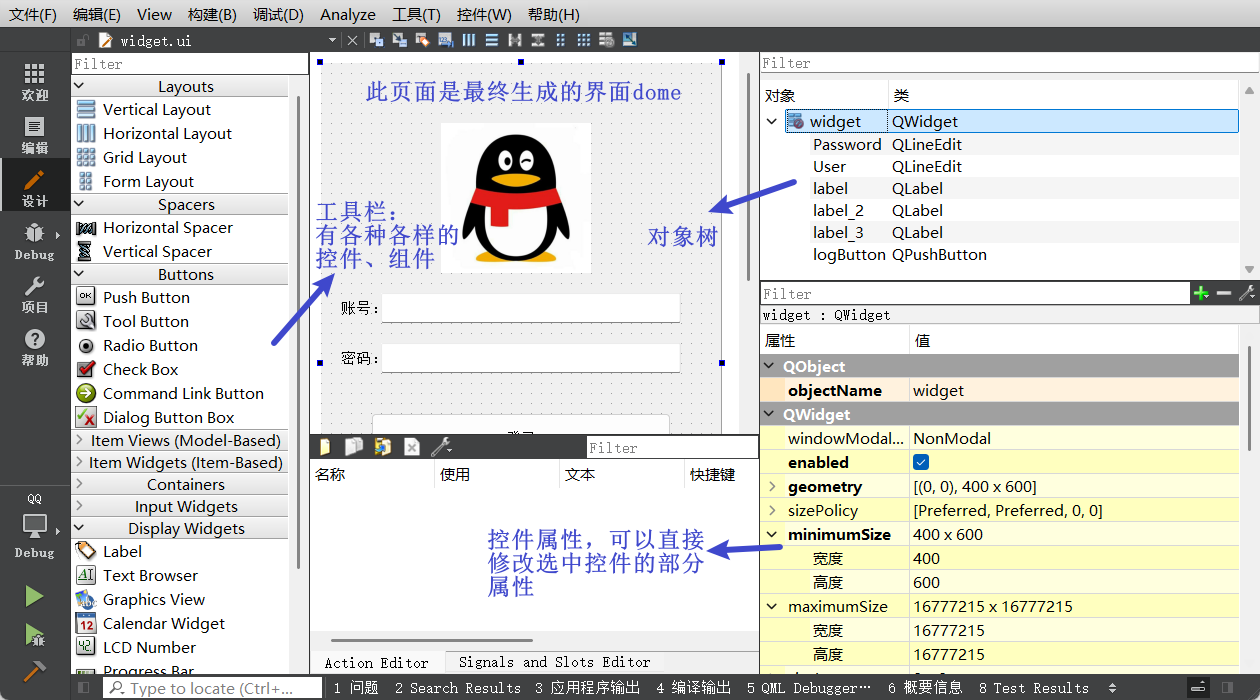 文件(F) 编辑(E) View 构建(B) 调试(D) Analyze 工具(T) 控件(W) 帮助(H)
widget.ui
欢迎
编辑
设计
Debug
项目
帮助
QQ
Debug
Filter
Layouts
Vertical Layout
Horizontal Layout
Grid Layout
Form Layout
Spacers
Horizontal Spacer
Vertical Spacer
Buttons
OK Push Button
Tool Button
Radio Button
Check Box
Command Link Button
Dialog Button Box
Item Views (Model-Based)
Item Widgets (Item-Based)
Containers
Input Widgets
Display Widgets
Label
AI Text Browser
Graphics View
12 Calendar Widget
42 LCD Number
Progress Bar
此页面是最终生成的界面dome
工具栏：
有各种各样的
控件、组件
账号：
密码：
对象树
Filter
名称 使用 文本 快捷键
控件属性，可以直接
修改选中控件的部分
属性
Action Editor Signals and Slots Editor
Filter
对象 类
widget QWidget
Password QLineEdit
User QLineEdit
label QLabel
label_2 QLabel
label_3 QLabel
logButton QPushButton
Filter
widget : QWidget
属性 值
QObject
objectName widget
QWidget
windowModal... NonModal
enabled
geometry [(0, 0), 400 x 600]
sizePolicy [Preferred, Preferred, 0, 0]
minimumSize 400 x 600
宽度 400
高度 600
maximumSize 16777215 x 16777215
宽度 16777215
高度 16777215
Type to locate (Ctrl+... 1 问题 2 Search Results 3 应用程序输出 4 编译输出 5 QML Debugger… 6 概要信息 8 Test Results